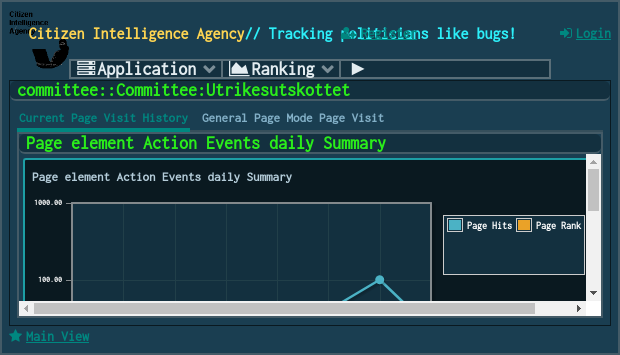 Citizen
Intelligence
Agency
Citizen Intelligence Agency// Tracking politicians like bugs!
Login
Application
Ranking
committee::Committee:Utrikesutskottet
Current Page Visit History
General Page Mode Page Visit
Page element Action Events daily Summary
Page element Action Events daily Summary
1000.00
100.00
Page Hits
Page Rank
Main View